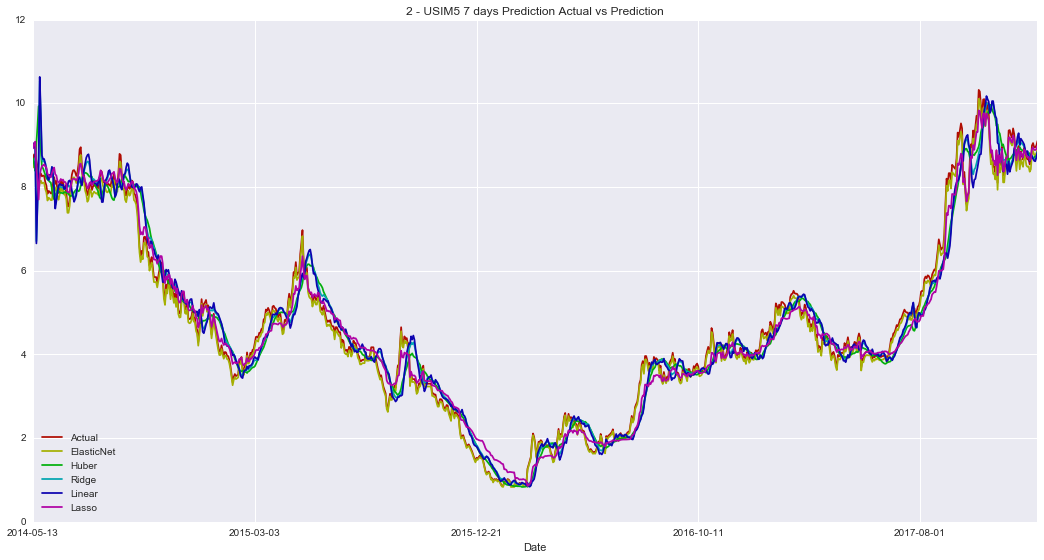 2 - USIM5 7 days Prediction Actual vs Prediction
12
10
8
6
4
2
0
Actual
ElasticNet
Huber
Ridge
Linear
Lasso
2014-05-13 2015-03-03 2015-12-21 2016-10-11 2017-08-01
Date